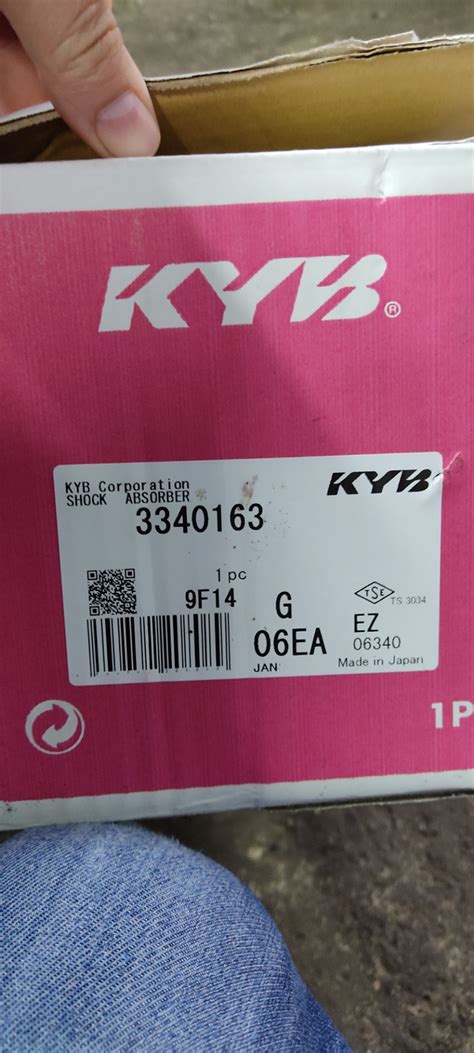 KYB®
KYB Corporation
SHOCK ABSORBER
KYB
3340163
1 pc
9F14
G
TSE
TS 3034
06EA
EZ
06340
JAN
Made in Japan
1P